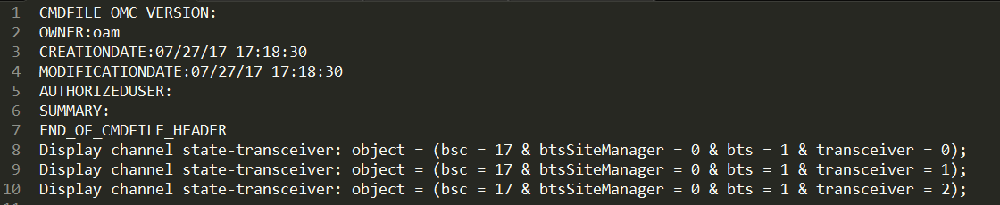 1 CMDFILE_OMC_VERSION:
2 OWNER:oam
3 CREATIONDATE:07/27/17 17:18:30
4 MODIFICATIONDATE:07/27/17 17:18:30
5 AUTHORIZEDUSER:
6 SUMMARY:
7 END_OF_CMDFILE_HEADER
8 Display channel state-transceiver: object = (bsc = 17 & btsSiteManager = 0 & bts = 1 & transceiver = 0);
9 Display channel state-transceiver: object = (bsc = 17 & btsSiteManager = 0 & bts = 1 & transceiver = 1);
10 Display channel state-transceiver: object = (bsc = 17 & btsSiteManager = 0 & bts = 1 & transceiver = 2);